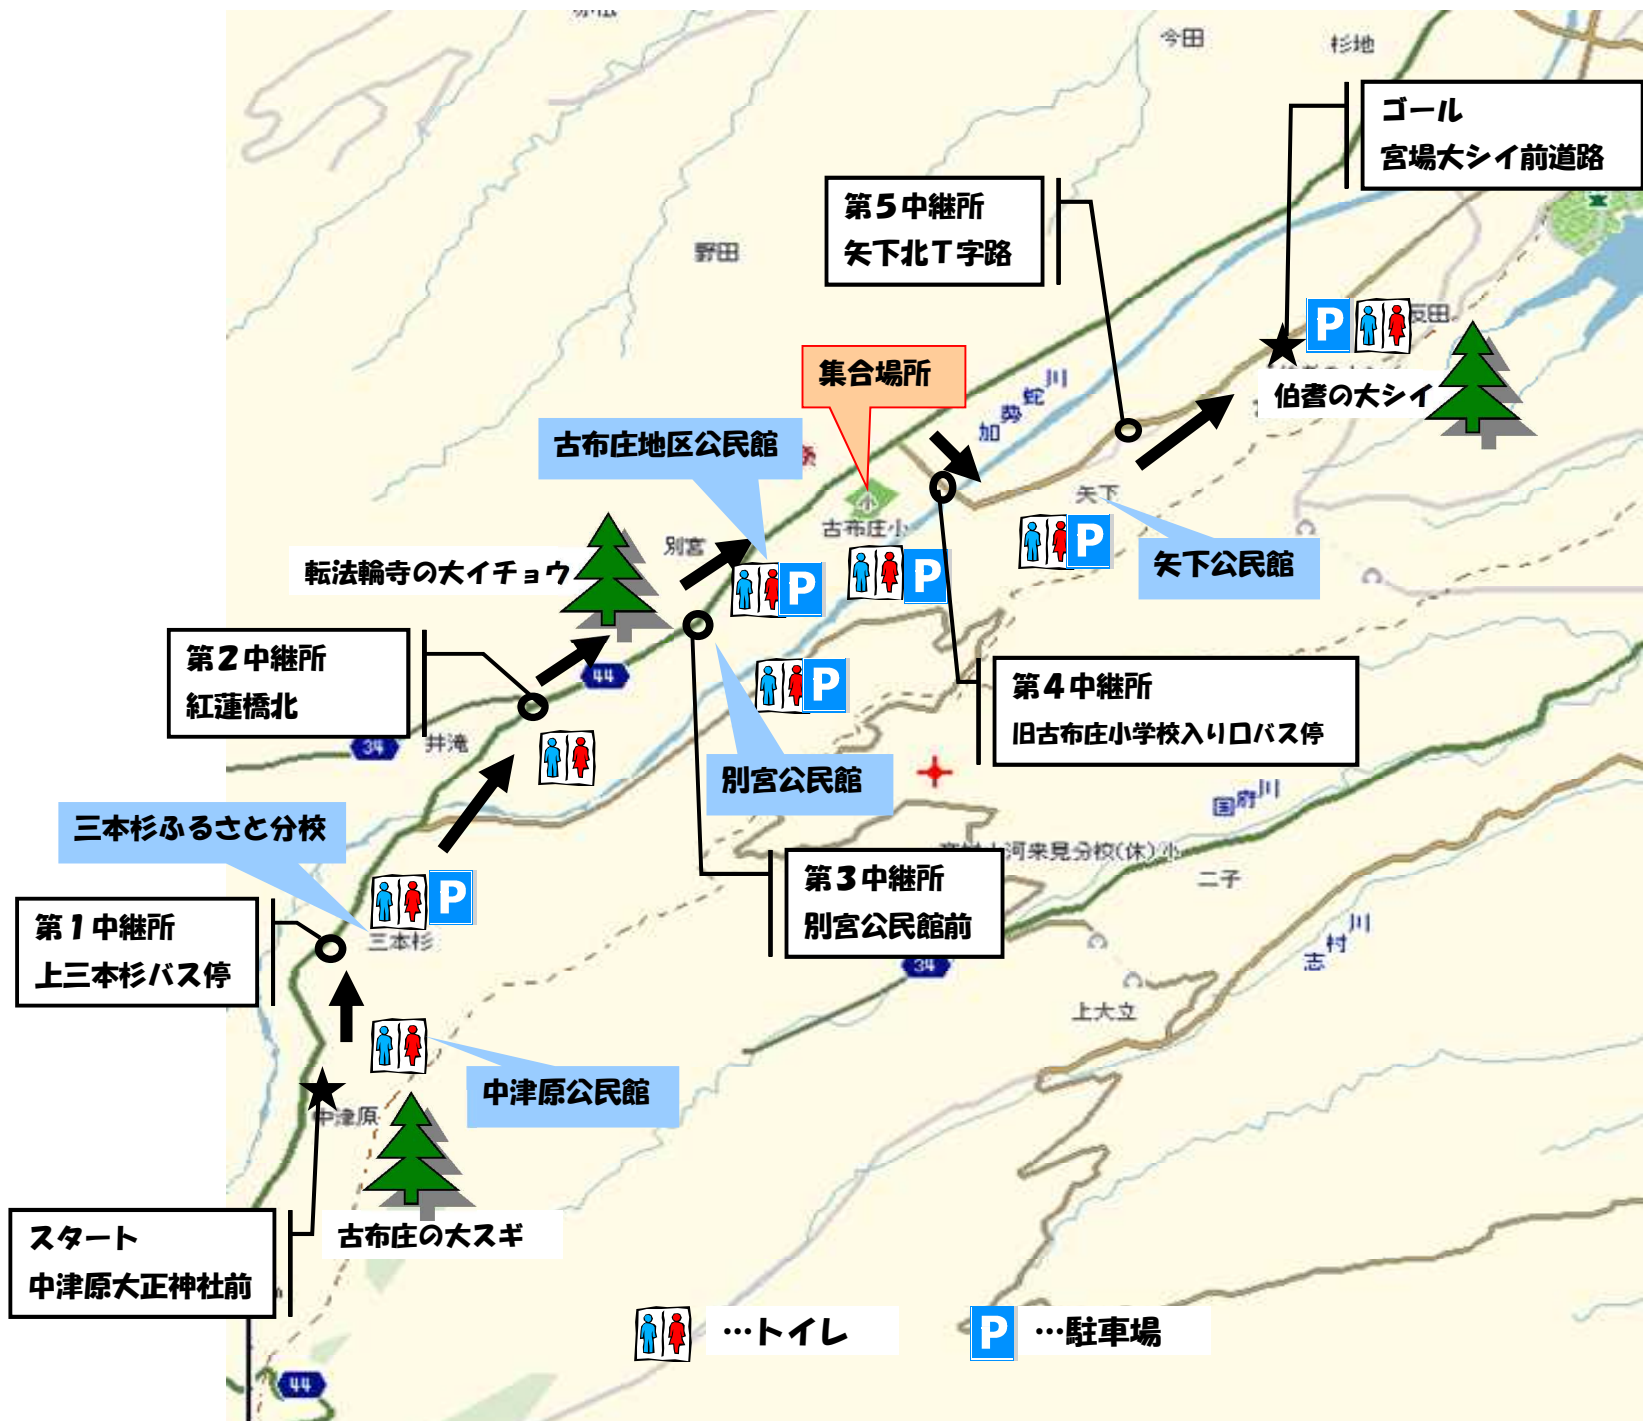 今田
杉地
ゴール
宮場大シイ前道路
第5中継所
矢下北T字路
野田
集合場所
加勢蛇川
反田
伯耆の大シイ
古布庄地区公民館
小
古布庄小
矢下
矢下公民館
別宮
転法輪寺の大イチョウ
第2中継所
紅蓮橋北
44
34
井滝
第4中継所
旧古布庄小学校入り口バス停
別宮公民館
国府川
三本杉ふるさと分校
河来見分校(休)小
二子
第3中継所
別宮公民館前
第1中継所
上三本杉バス停
三本杉
34
志村川
上大立
中津原公民館
中津原
古布庄の大スギ
スタート
中津原大正神社前
…トイレ
P …駐車場
44
P
P
P
P
P
P